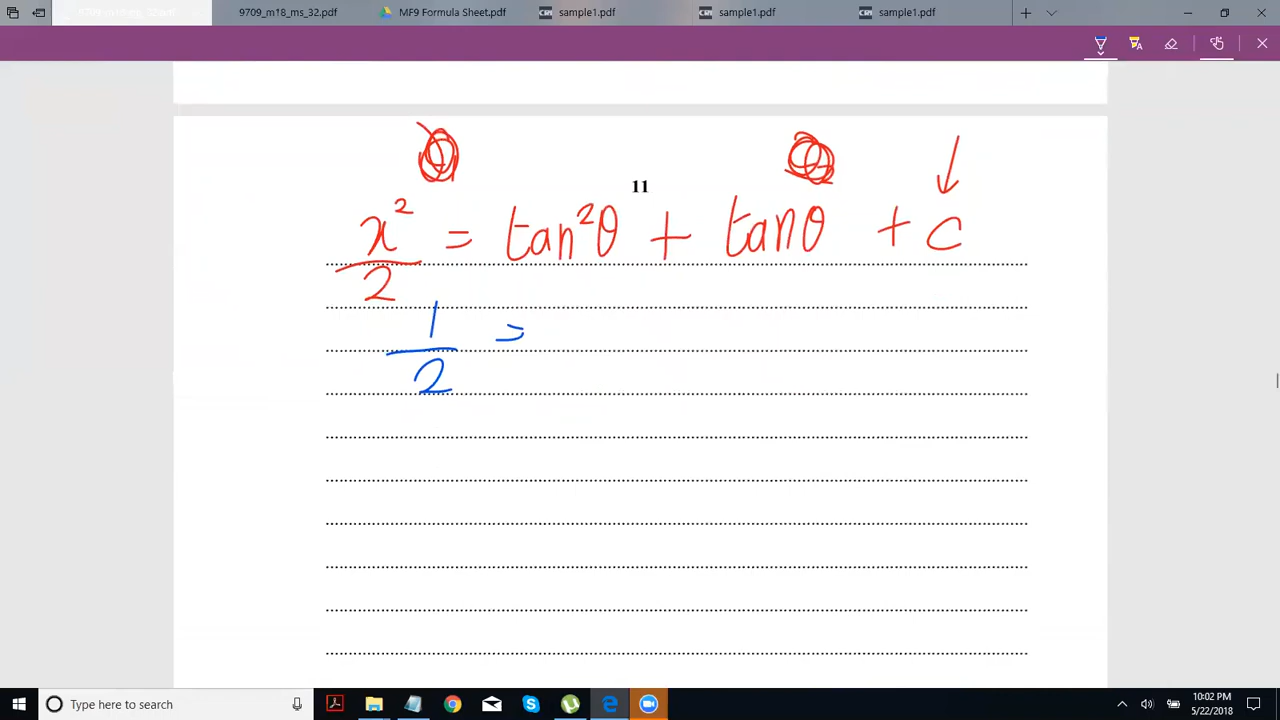 9709_m18_ms_32.pdf MF9 Formula Sheet.pdf sample1.pdf sample1.pdf sample1.pdf
11
x²/2 = tan²θ + tanθ + C
1/2 =
Type here to search
10:02 PM
5/22/2018